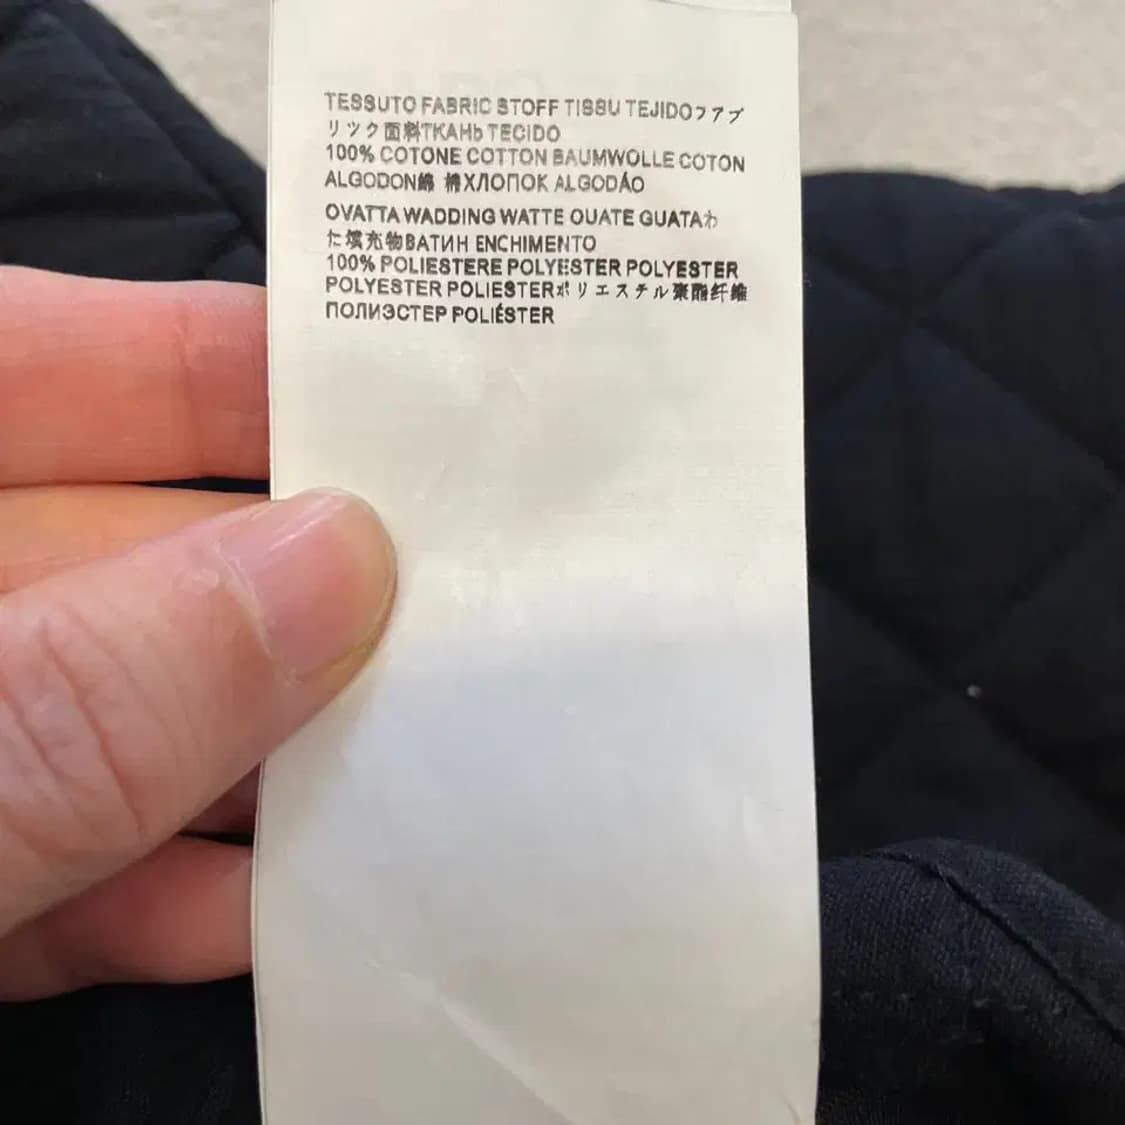 TESSUTO FABRIC STOFF TISSU TEJIDOファブ
リック面料ТКАНЬ TECIDO
100% COTONE COTTON BAUMWOLLE COTON
ALGODON綿 棉ХЛОПОК ALGODÃO
OVATTA WADDING WATTE OUATE GUATAわ
た填充物ВАТИН ENCHIMENTO
100% POLIESTERE POLYESTER POLYESTER
POLYESTER POLIESTERポリエステル聚酯纤维
ПОЛИЭСТЕР POLIÉSTER